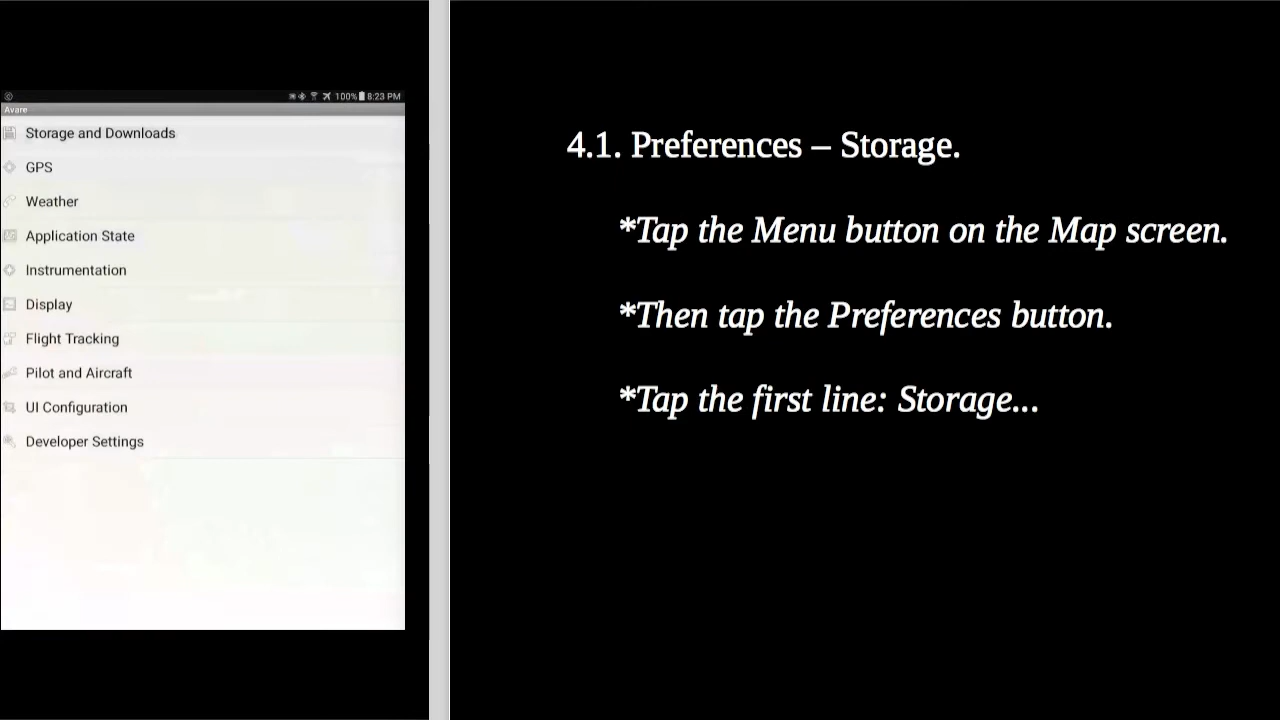 100% 8:23 PM
Avare
Storage and Downloads
GPS
Weather
Application State
Instrumentation
Display
Flight Tracking
Pilot and Aircraft
UI Configuration
Developer Settings
4.1. Preferences – Storage.
*Tap the Menu button on the Map screen.
*Then tap the Preferences button.
*Tap the first line: Storage...